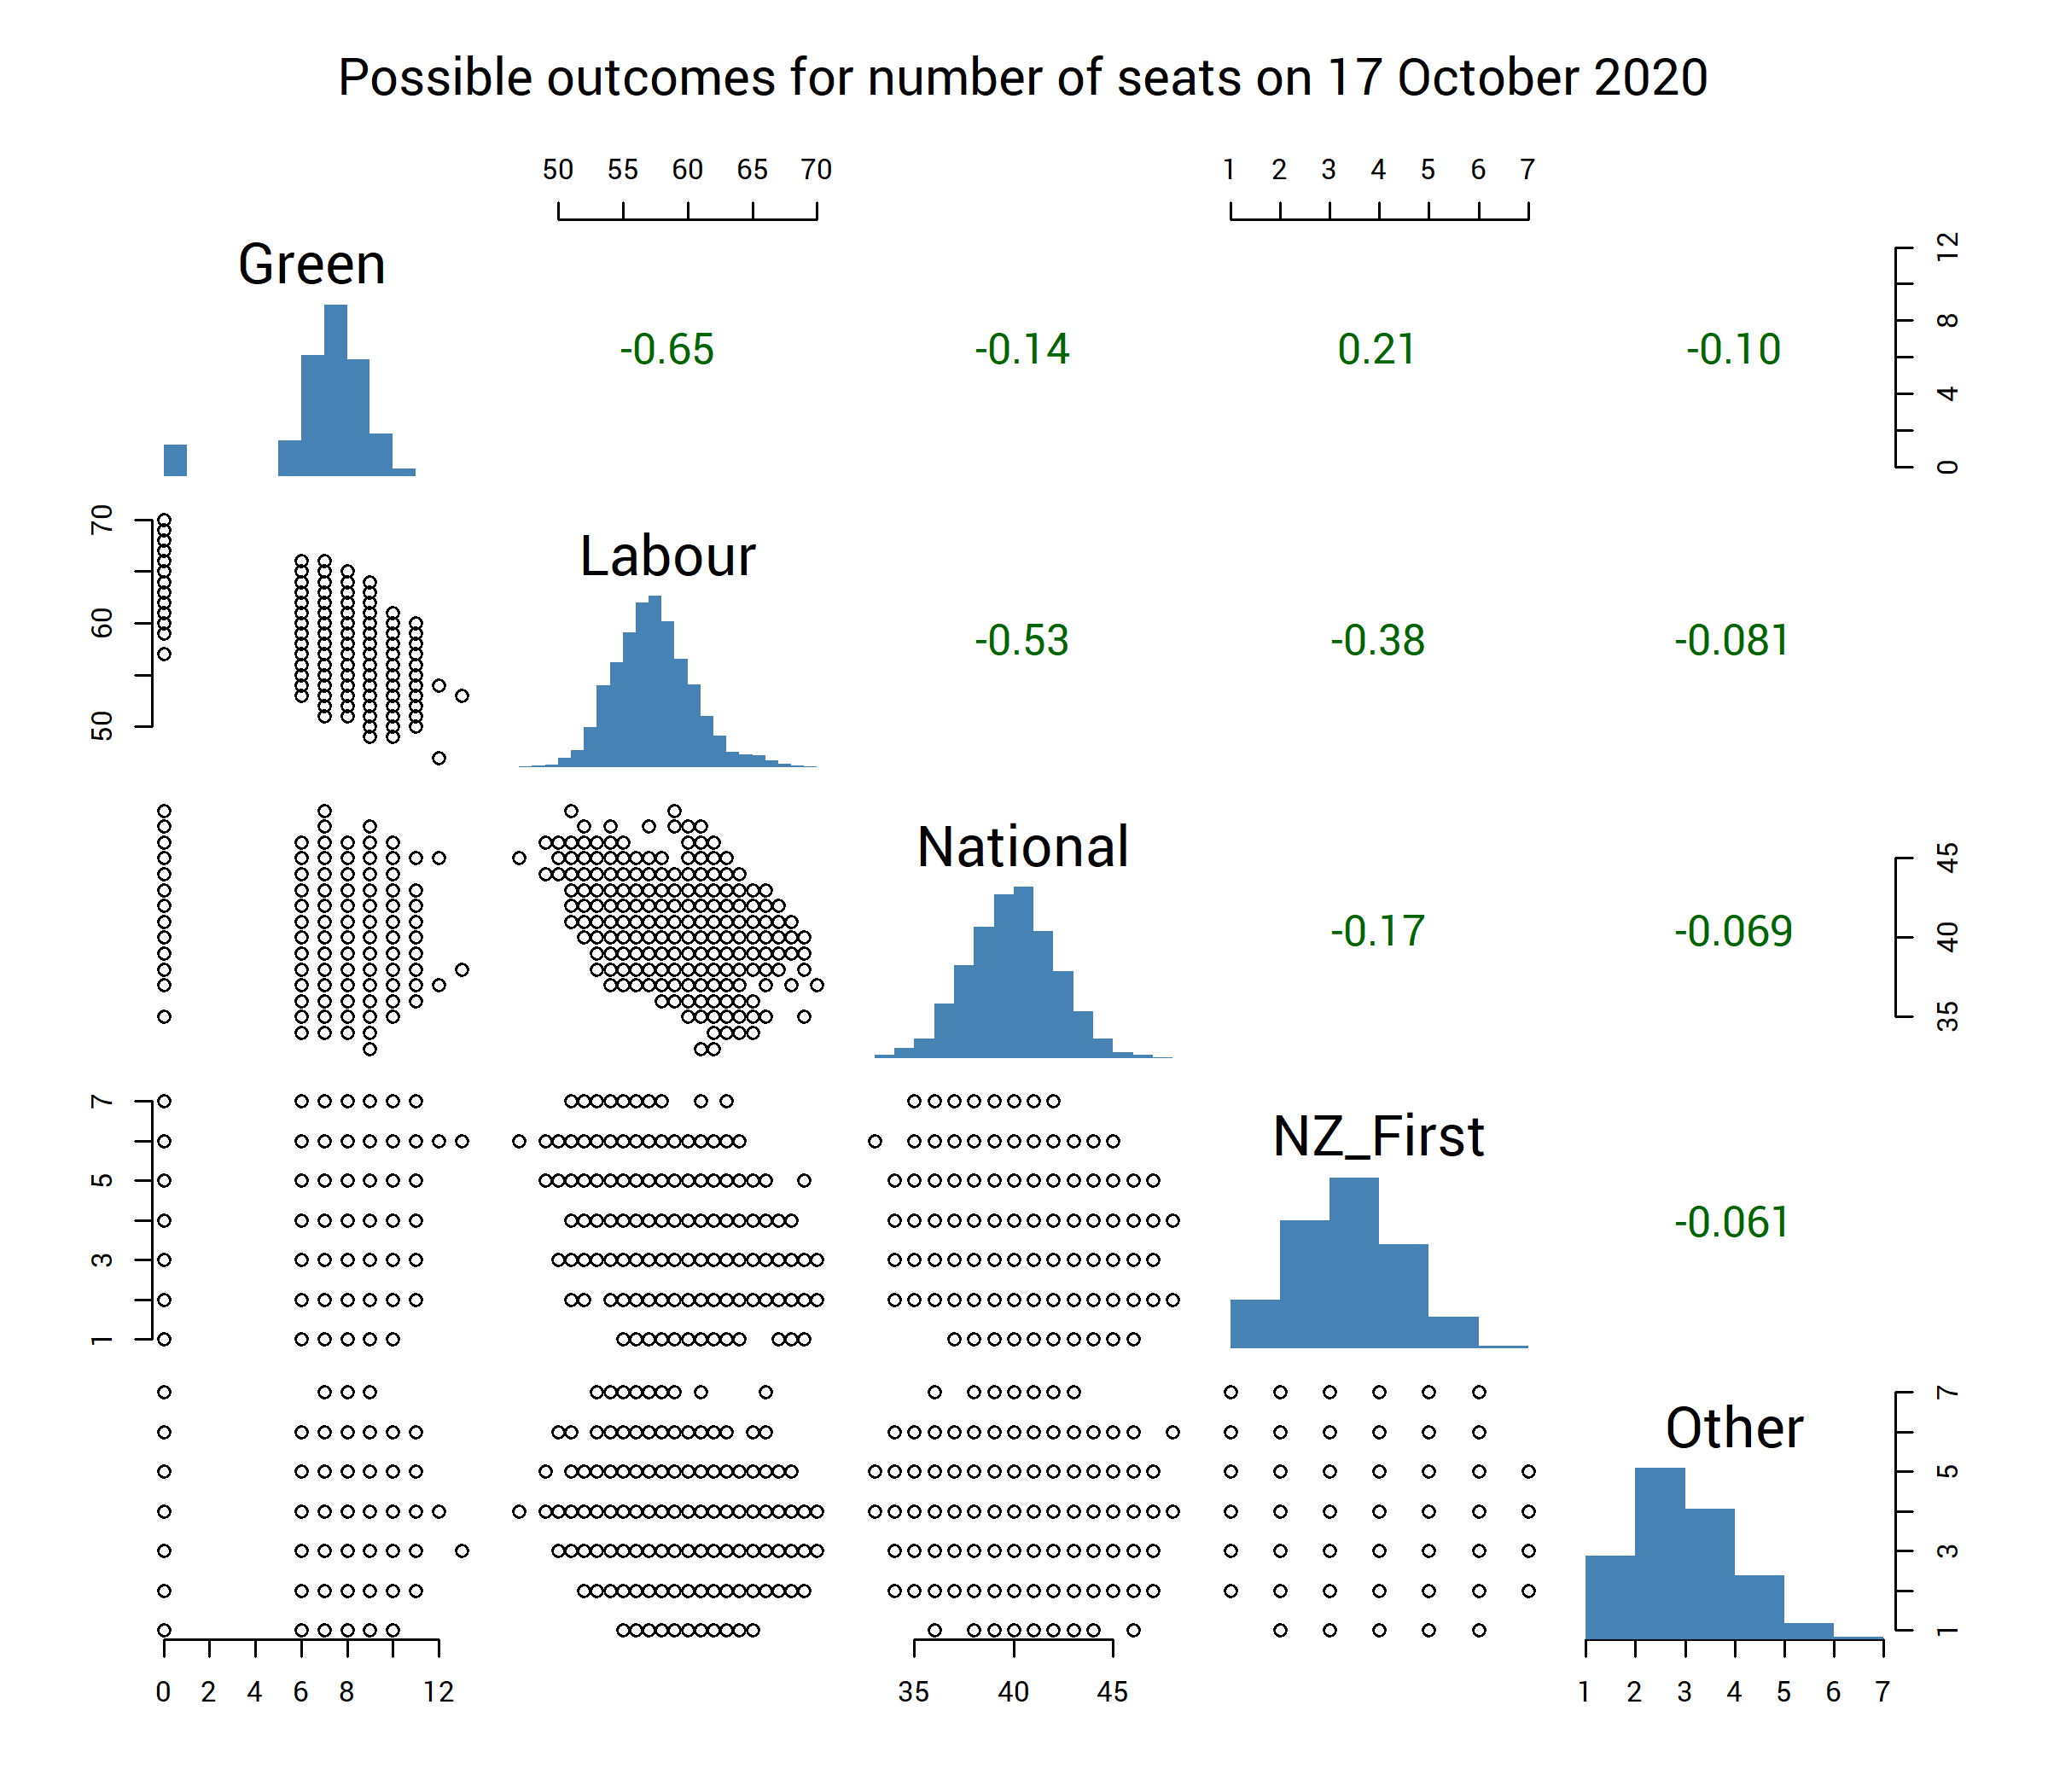 Possible outcomes for number of seats on 17 October 2020
50 55 60 65 70
1 2 3 4 5 6 7
Green
-0.65
-0.14
0.21
-0.10
0 4 8 12
50 60 70
Labour
-0.53
-0.38
-0.081
National
-0.17
-0.069
35 40 45
1 3 5 7
NZ_First
-0.061
Other
1 3 5 7
0 2 4 6 8 12
35 40 45
1 2 3 4 5 6 7